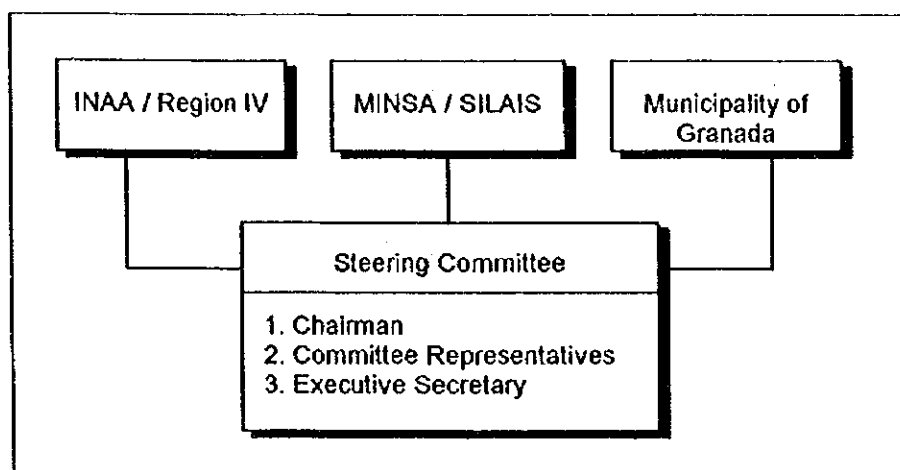 INAA / Region IV
MINSA / SILAIS
Municipality of
Granada
Steering Committee
1. Chairman
2. Committee Representatives
3. Executive Secretary